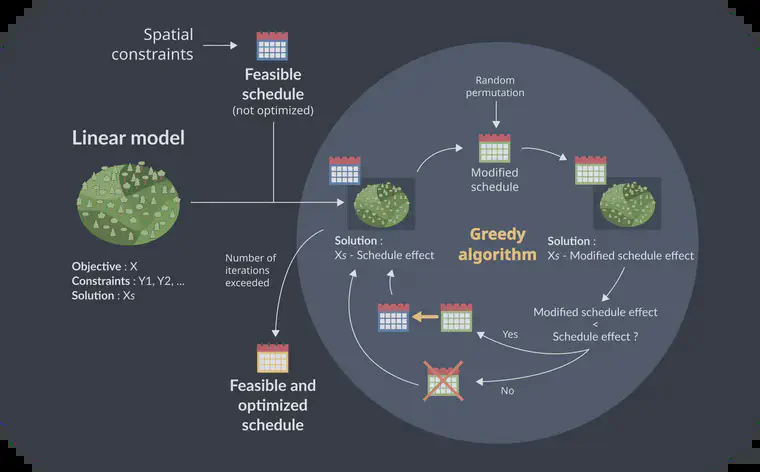 Spatial
constraints
Feasible
schedule
(not optimized)
Linear model
Objective : X
Constraints : Y1, Y2, ...
Solution : Xs
Random
permutation
Modified
schedule
Solution :
Xs - Schedule effect
Greedy
algorithm
Solution :
Xs - Modified schedule effect
Number of
iterations
exceeded
Modified schedule effect
<
Schedule effect ?
Yes
No
Feasible and
optimized
schedule